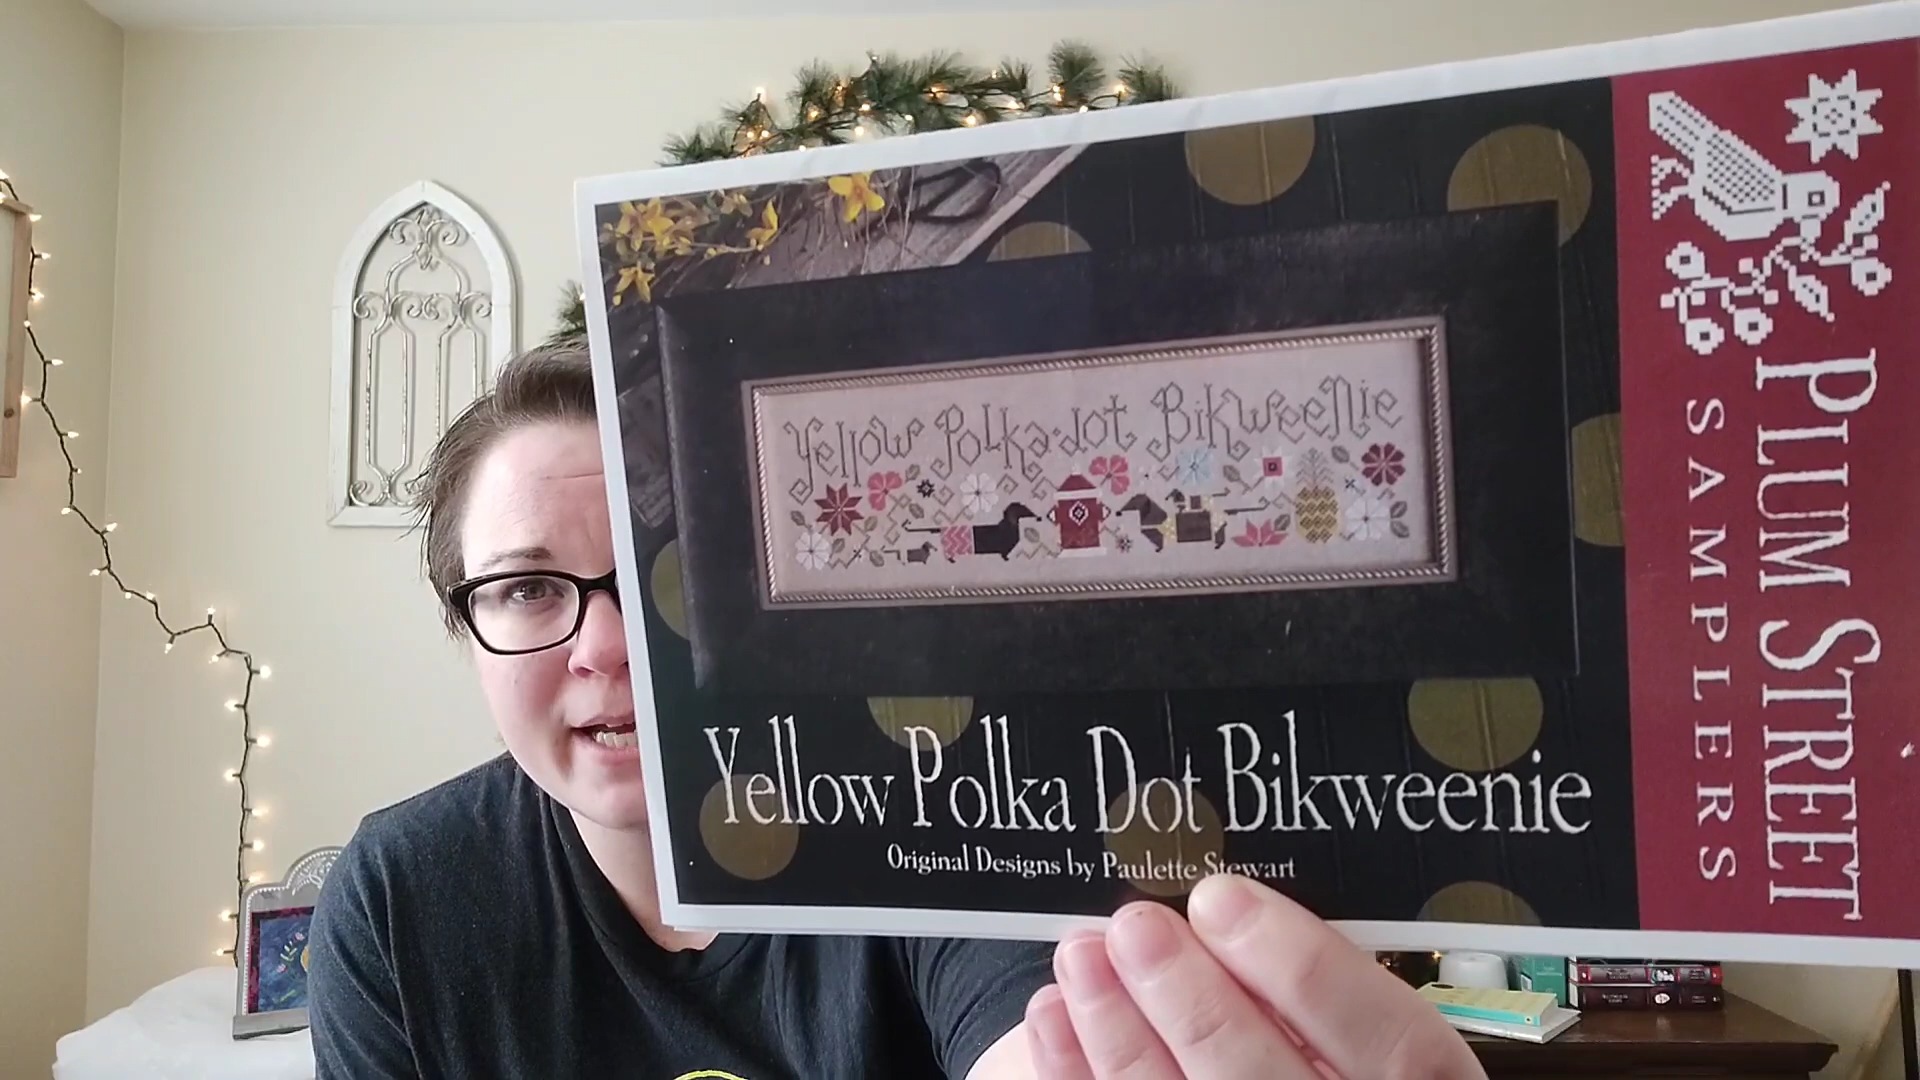 Yellow Polka·dot Bikweenie
Yellow Polka Dot Bikweenie
Original Designs by Paulette Stewart
PLUM STREET
SAMPLERS